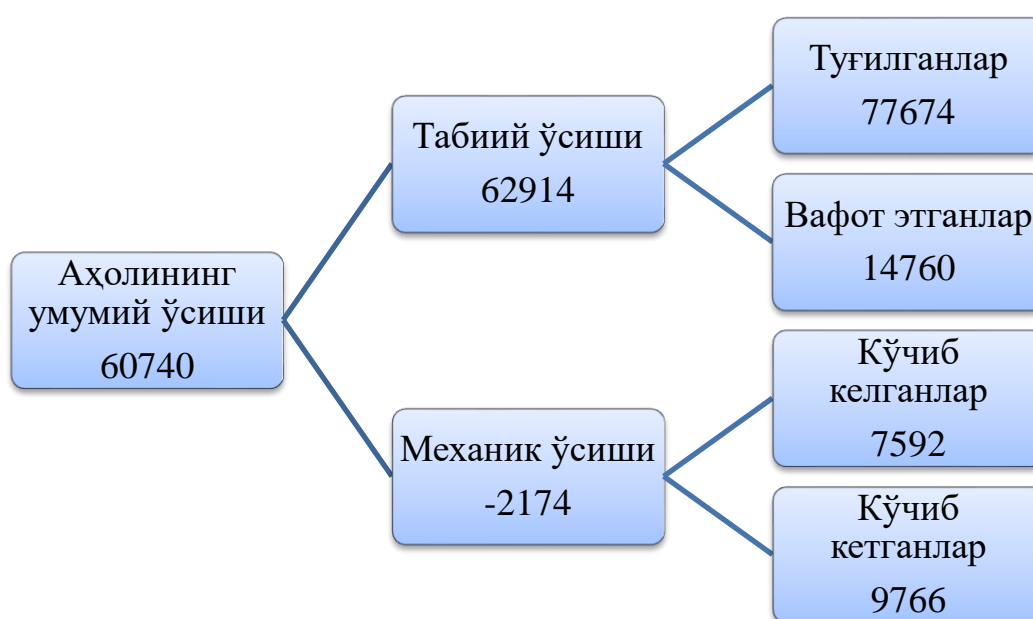 Туғилганлар
77674
Табиий ўсиши
62914
Вафот этганлар
14760
Аҳолининг
умумий ўсиши
60740
Кўчиб
келганлар
7592
Механик ўсиши
-2174
Кўчиб
кетганлар
9766